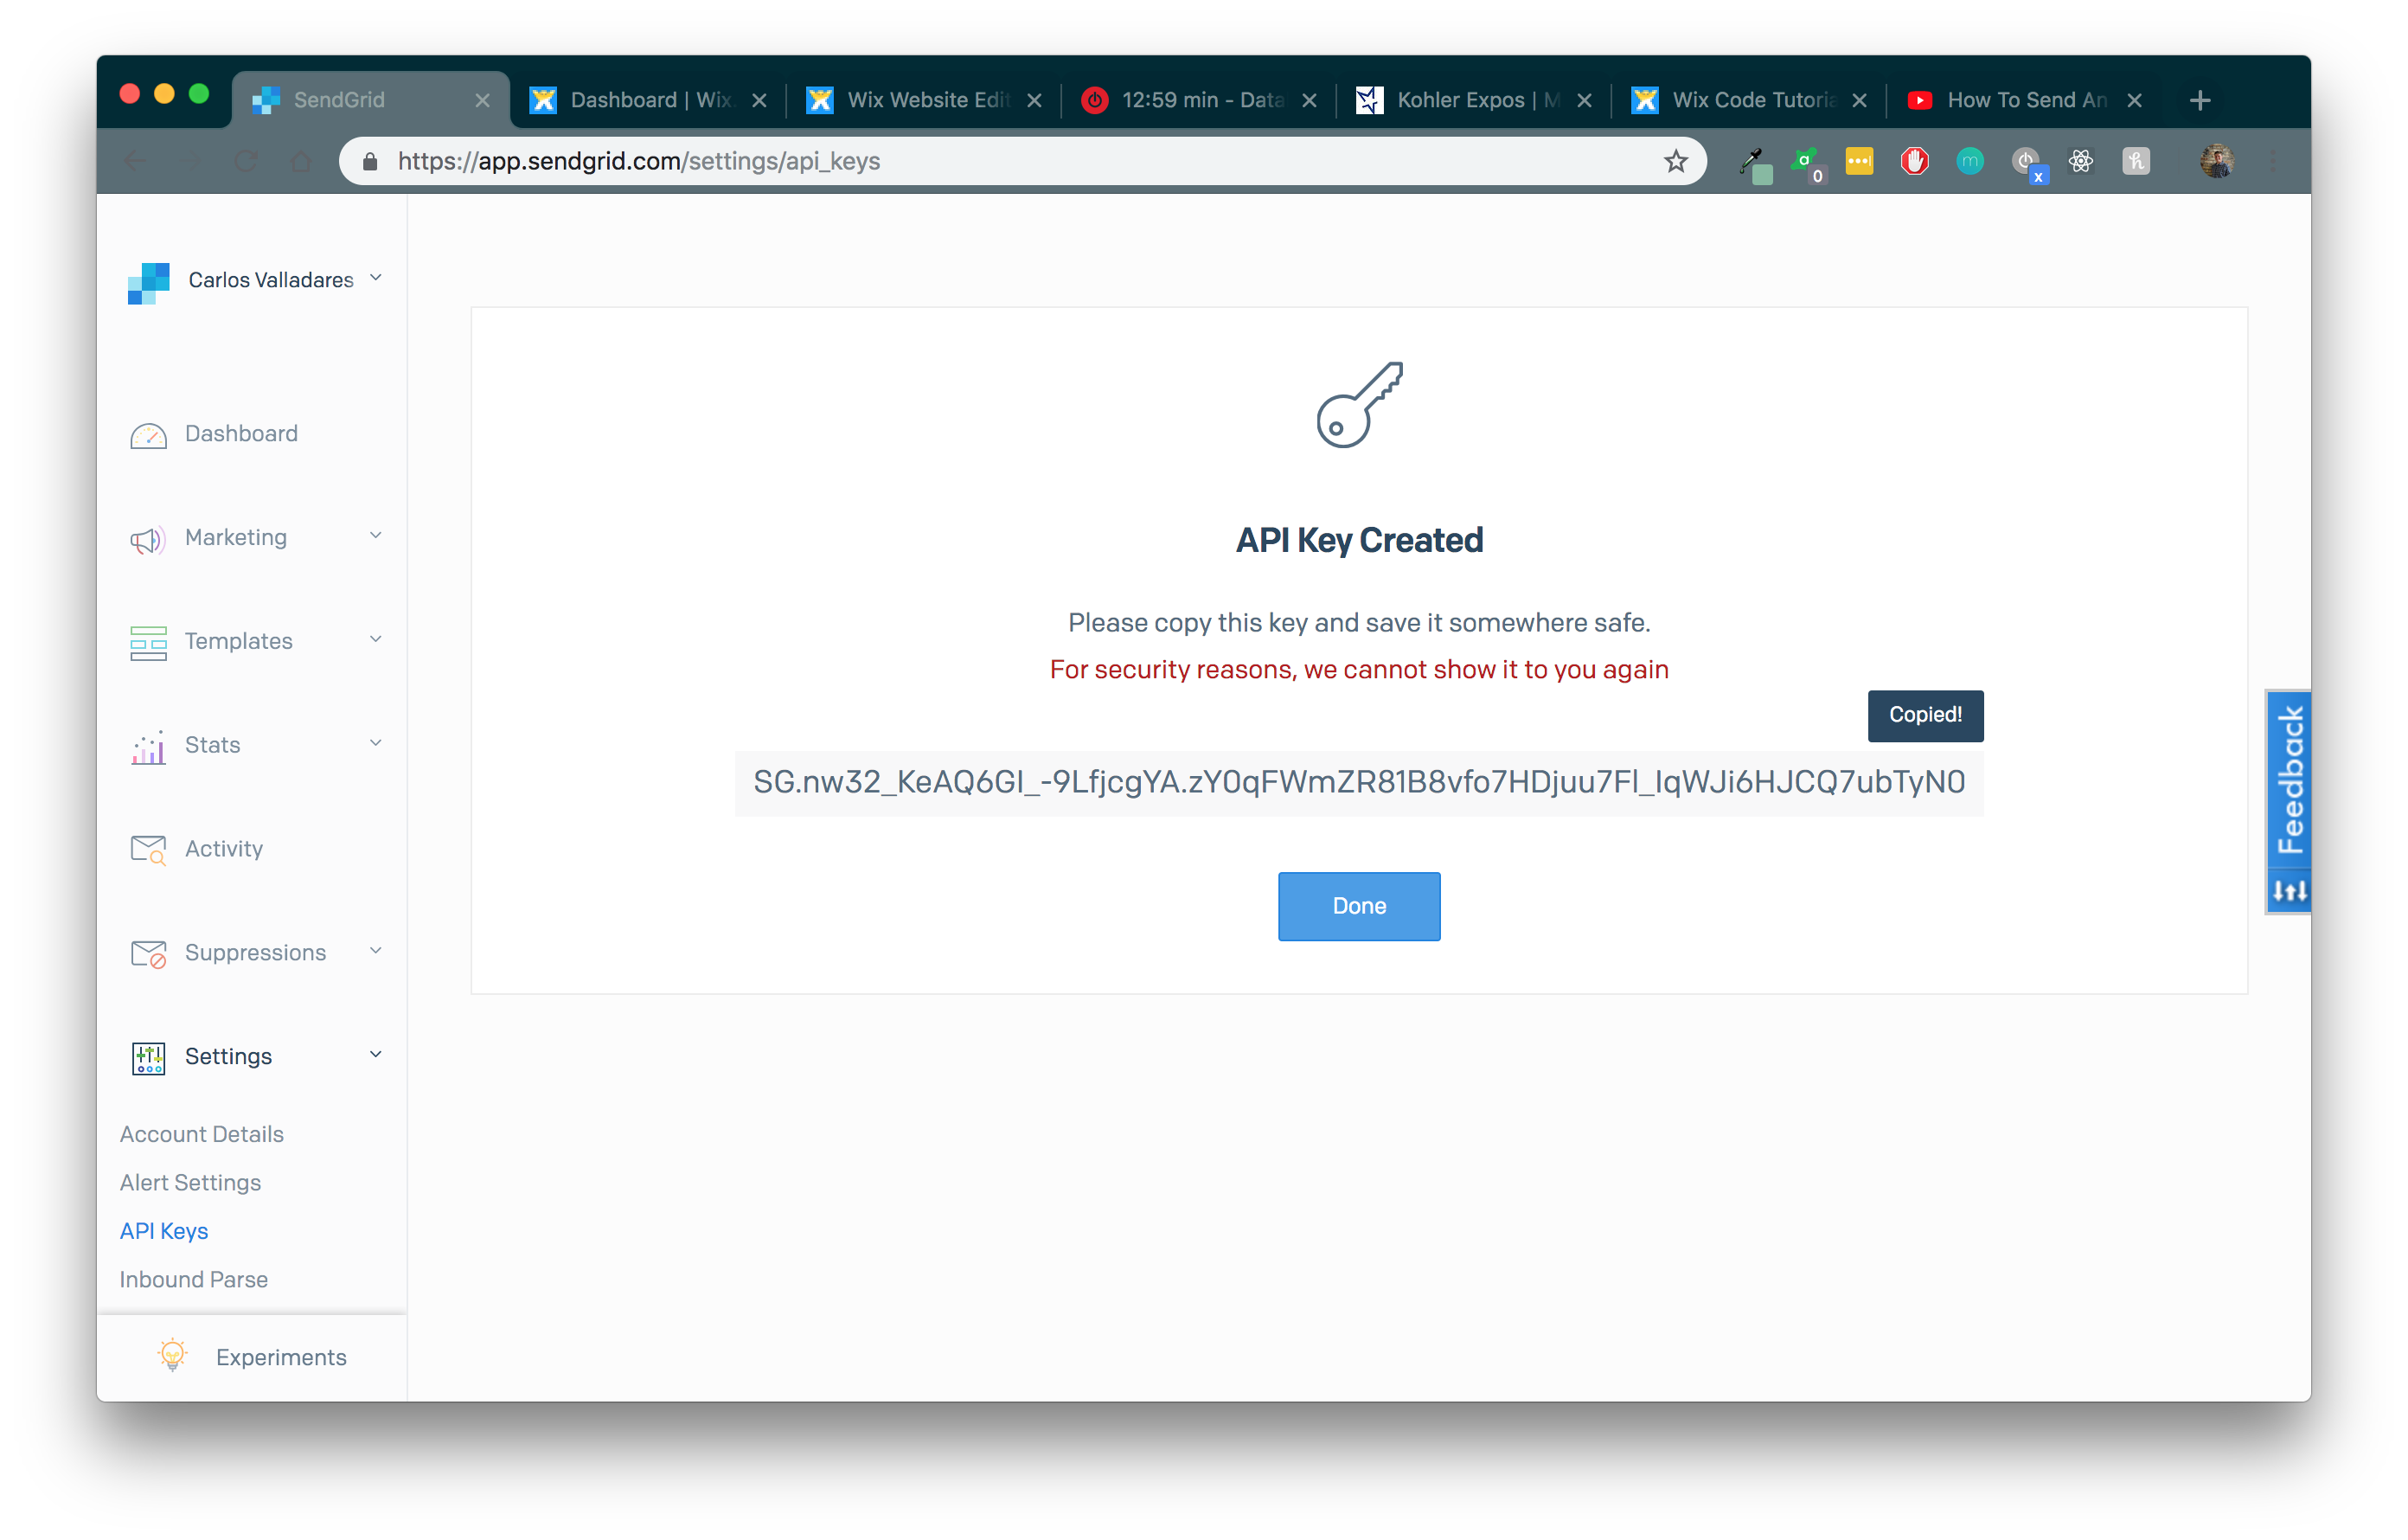 SendGrid
Dashboard | Wix.
Wix Website Edit
12:59 min - Data
Kohler Expos | M
Wix Code Tutoria
How To Send An
https://app.sendgrid.com/settings/api_keys
0
x
Carlos Valladares
Dashboard
Marketing
Templates
Stats
Activity
Suppressions
Settings
Account Details
Alert Settings
API Keys
Inbound Parse
Experiments
API Key Created
Please copy this key and save it somewhere safe.
For security reasons, we cannot show it to you again
Copied!
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
Done
Feedback